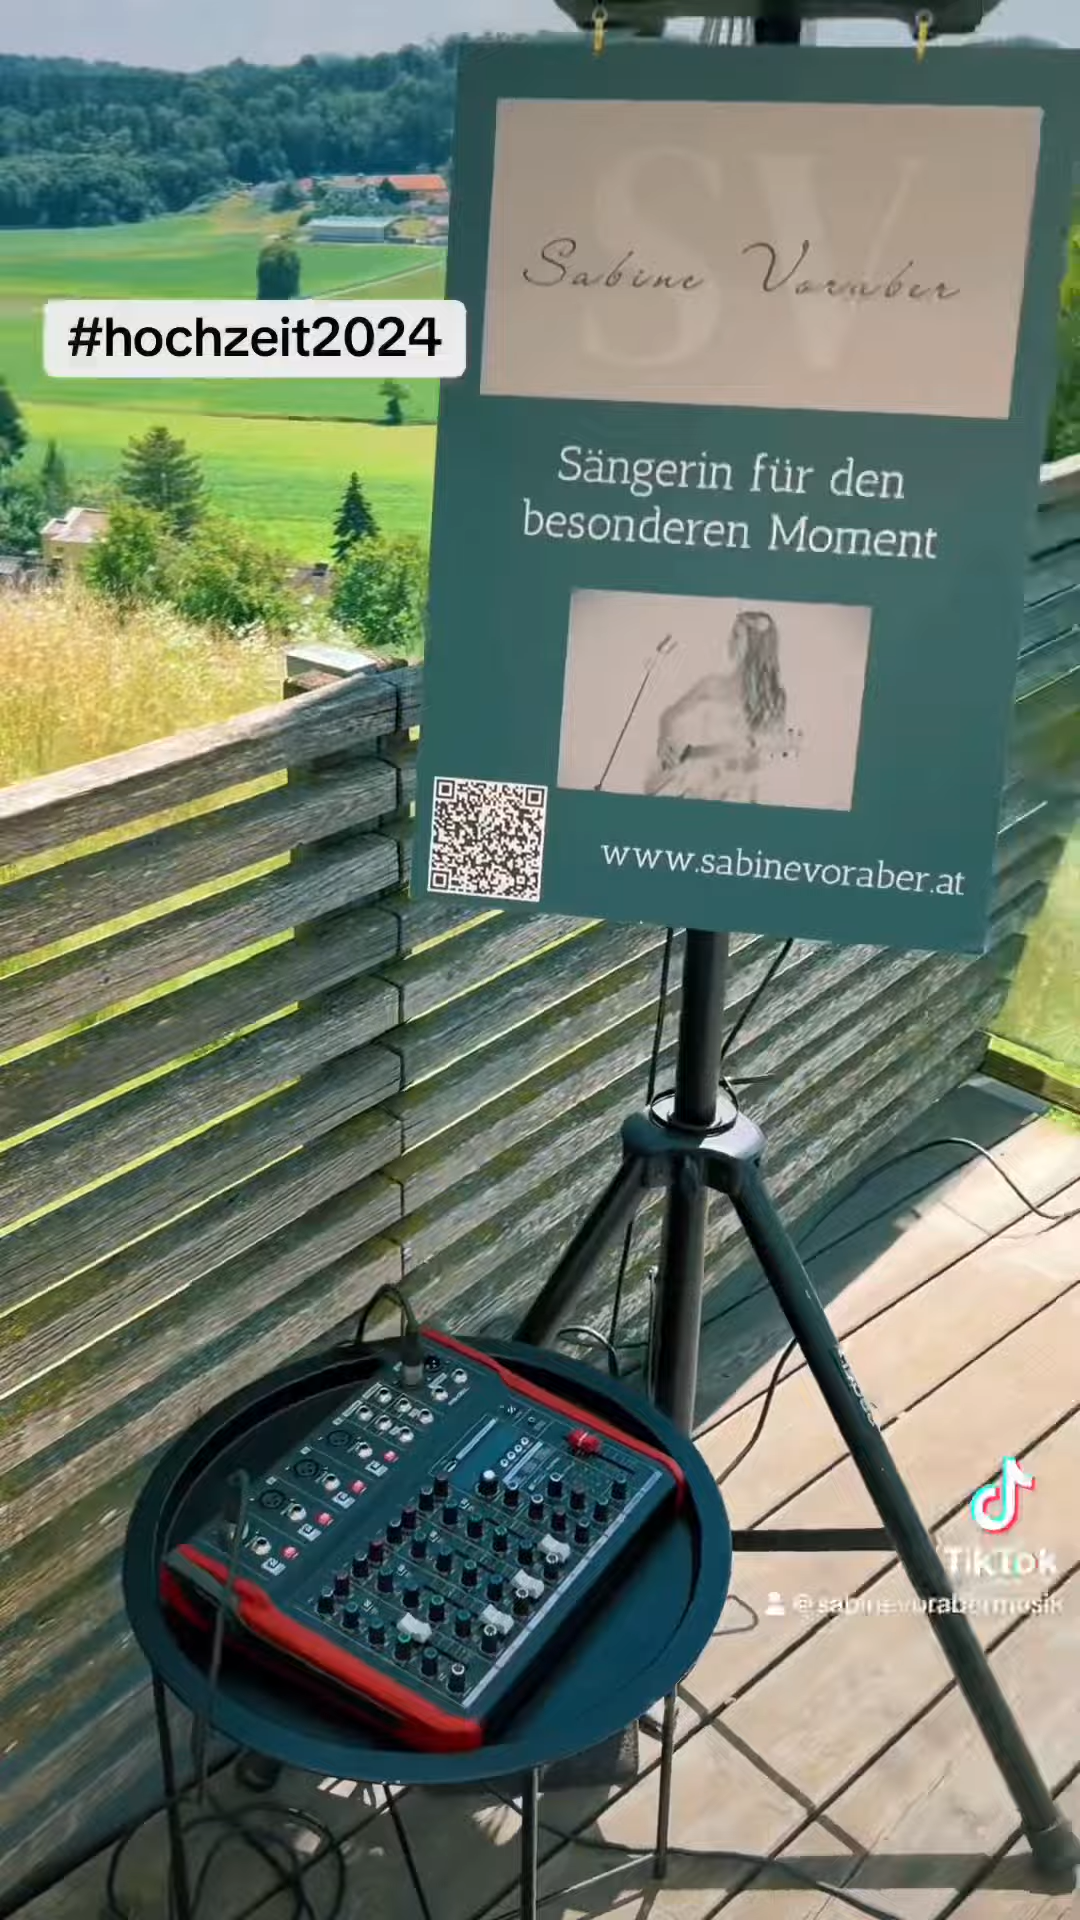 SV
Sabine Voraber
#hochzeit2024
Sängerin für den
besonderen Moment
www.sabinevoraber.at
TikTok
@sabinevorabermusik